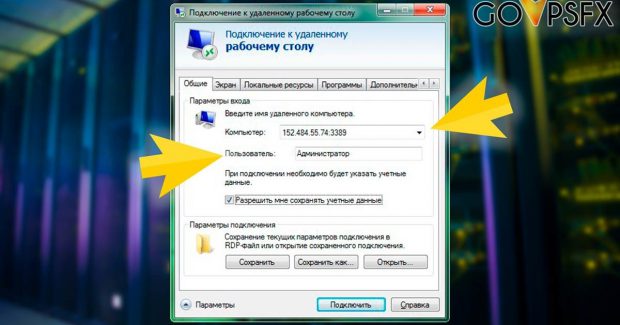 GOVPSFX
Подключение к удаленному рабочему столу
Подключение к удаленному
рабочему столу
Общие Экран Локальные ресурсы Программы Дополнительн
Параметры входа
Введите имя удаленного компьютера.
Компьютер: 152.484.55.74:3389
Пользователь: Администратор
При подключении необходимо будет указать учетные
данные.
Разрешить мне сохранять учетные данные
Параметры подключения
Сохранение текущих параметров подключения в
RDP-файл или открытие сохраненного подключения.
Сохранить Сохранить как... Открыть...
Параметры Подключить Справка